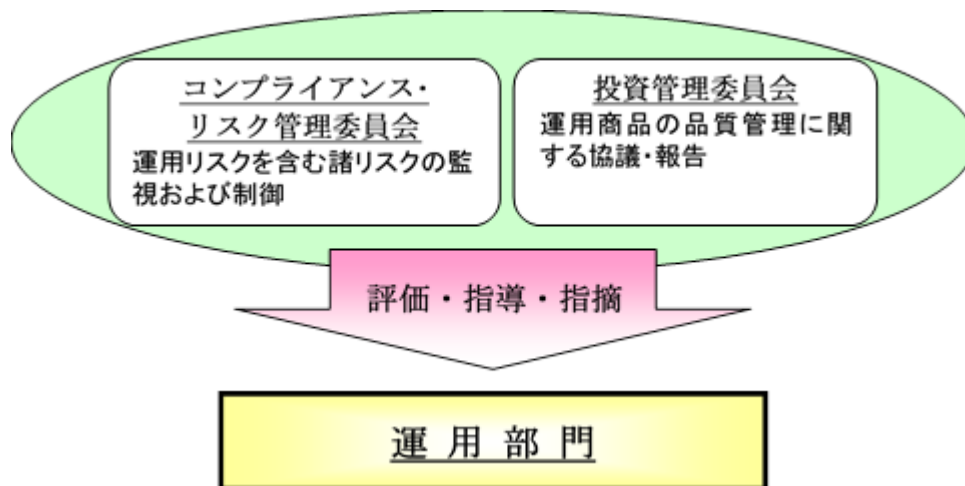 コンプライアンス・
リスク管理委員会
運用リスクを含む諸リスクの監
視および制御
投資管理委員会
運用商品の品質管理に関
する協議・報告
評価・指導・指摘
運用部門